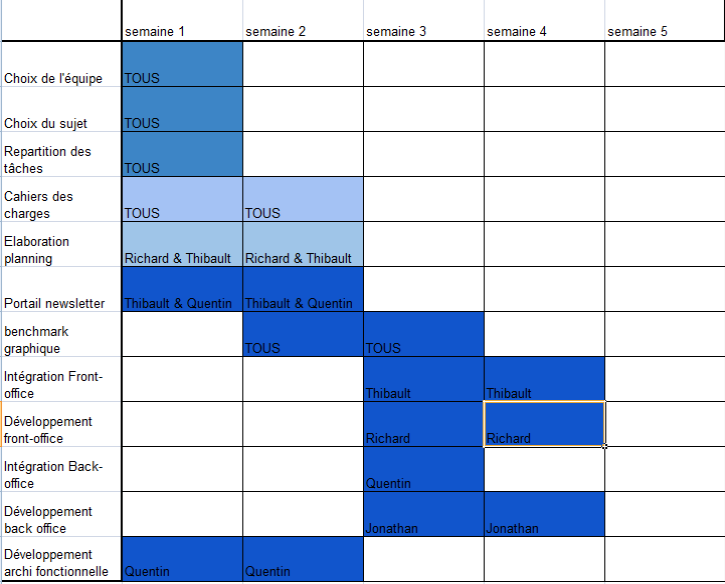 semaine 1 semaine 2 semaine 3 semaine 4 semaine 5
Choix de l'équipe TOUS
Choix du sujet TOUS
Repartition des
tâches TOUS
Cahiers des
charges TOUS TOUS
Elaboration
planning Richard & Thibault Richard & Thibault
Portail newsletter Thibault & Quentin Thibault & Quentin
benchmark
graphique TOUS TOUS
Intégration Front-
office Thibault Thibault
Développement
front-office Richard Richard
Intégration Back-
office Quentin
Développement
back office Jonathan Jonathan
Développement
archi fonctionnelle Quentin Quentin